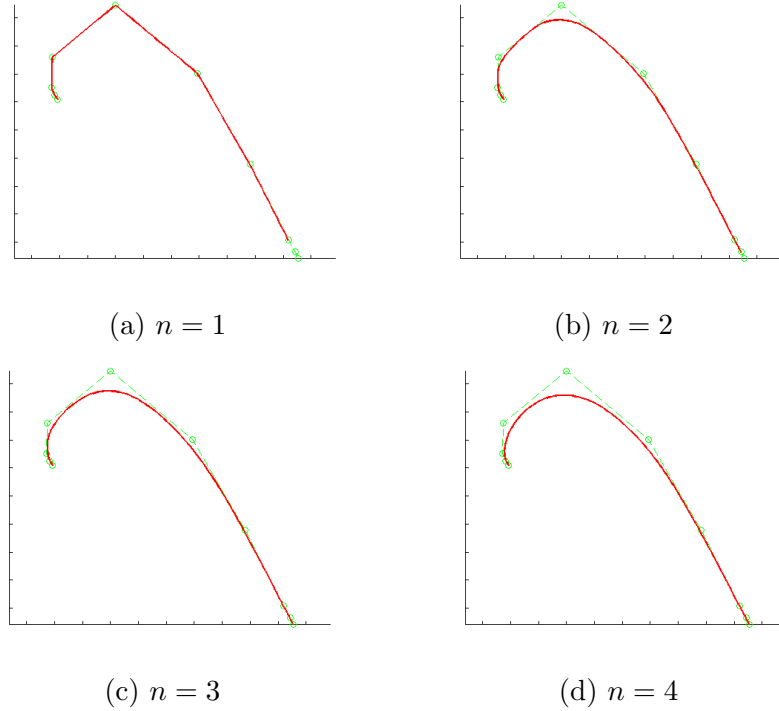 (a) n = 1
(b) n = 2
(c) n = 3
(d) n = 4